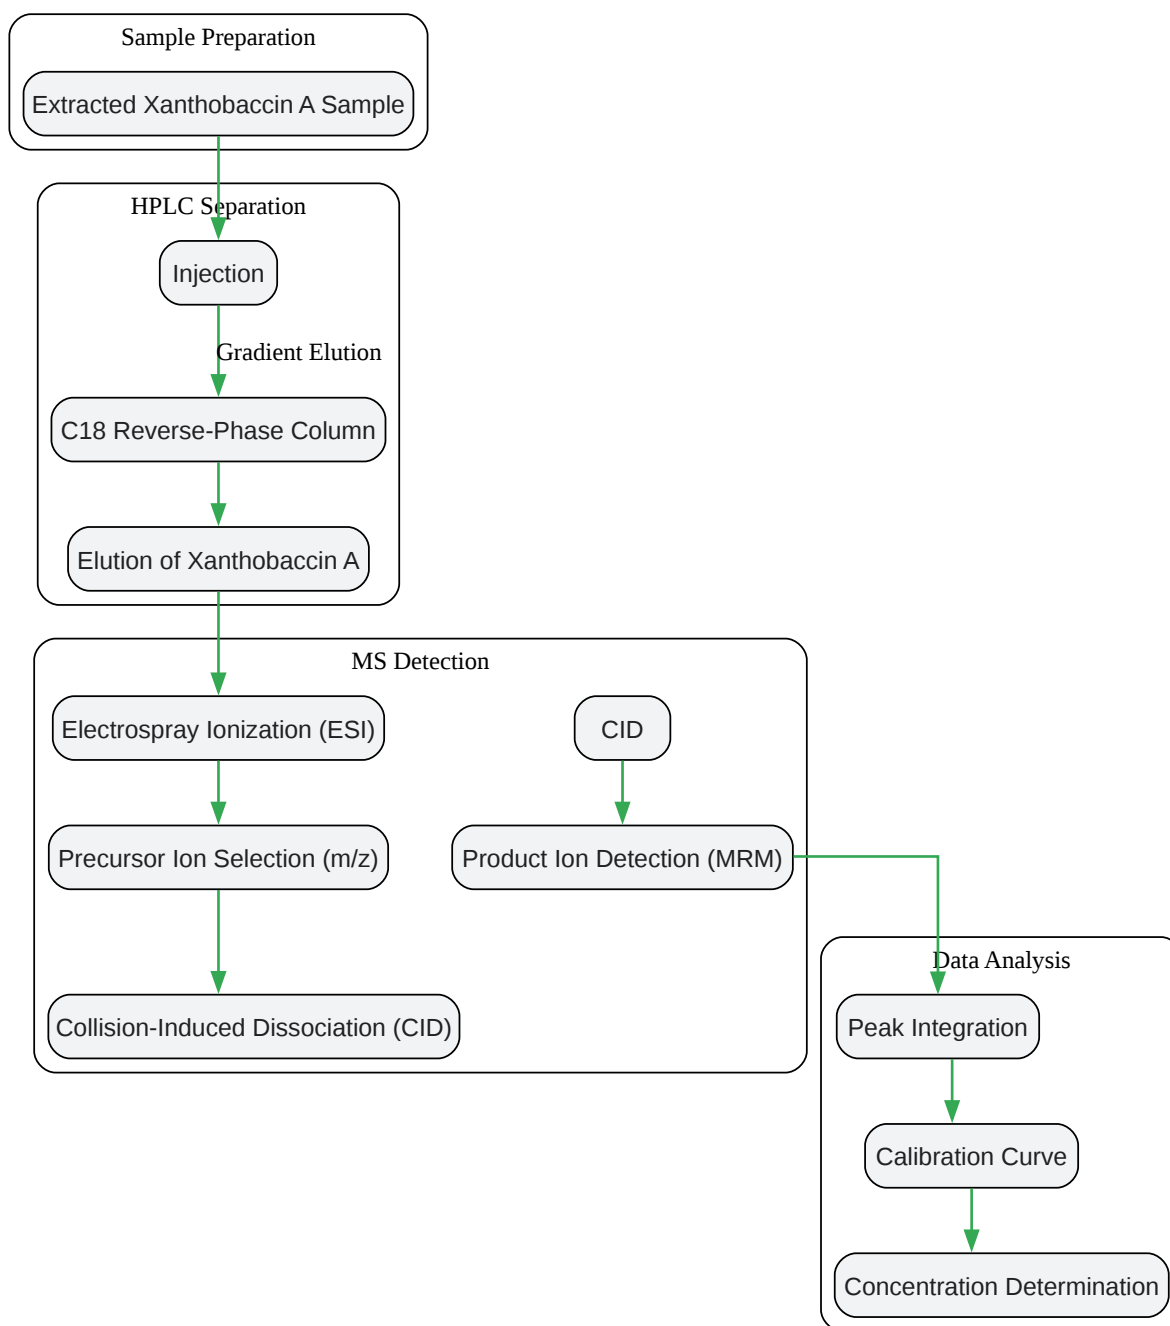 Sample Preparation
Extracted Xanthobaccin A Sample
HPLC Separation
Injection
Gradient Elution
C18 Reverse-Phase Column
Elution of Xanthobaccin A
MS Detection
Electrospray Ionization (ESI)
CID
Precursor Ion Selection (m/z)
Product Ion Detection (MRM)
Collision-Induced Dissociation (CID)
Data Analysis
Peak Integration
Calibration Curve
Concentration Determination